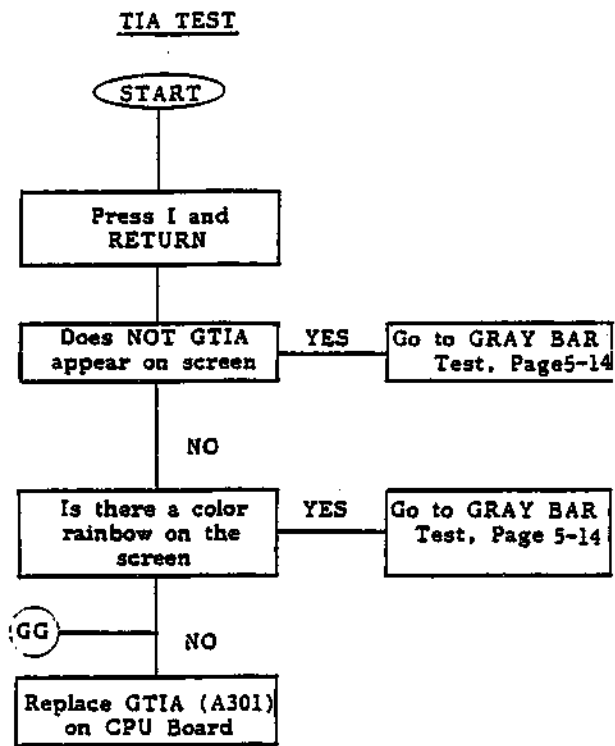 TIA TEST
START
Press I and
RETURN
Does NOT GTIA
appear on screen
YES
Go to GRAY BAR
Test, Page5-14
NO
Is there a color
rainbow on the
screen
YES
Go to GRAY BAR
Test, Page 5-14
GG
NO
Replace GTIA (A301)
on CPU Board